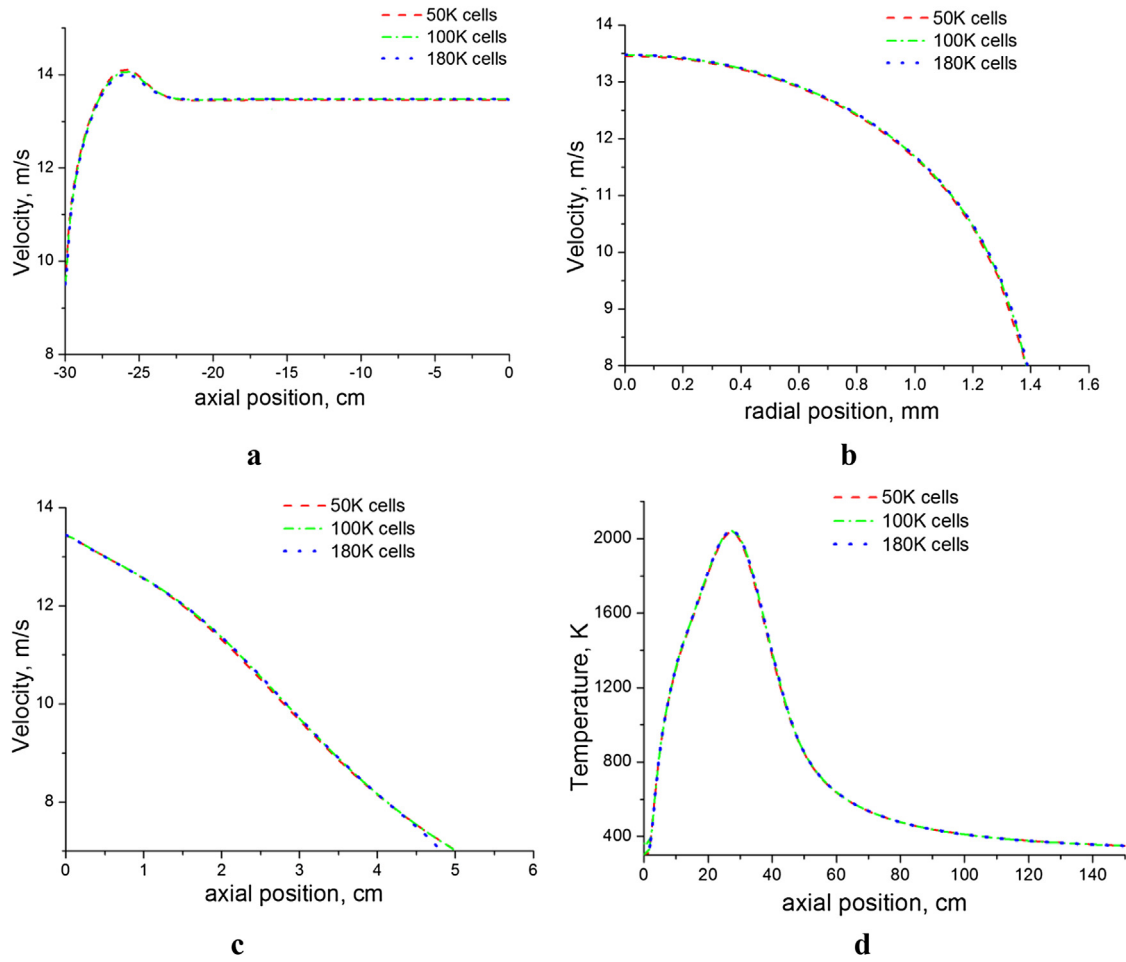 50K cells
100K cells
180K cells
14
12
10
8
Velocity, m/s
-30 -25 -20 -15 -10 -5 0
axial position, cm
a
50K cells
100K cells
180K cells
14
13
12
11
10
9
8
Velocity, m/s
0.0 0.2 0.4 0.6 0.8 1.0 1.2 1.4 1.6
radial position, mm
b
50K cells
100K cells
180K cells
14
12
10
8
Velocity, m/s
0 1 2 3 4 5 6
axial position, cm
c
50K cells
100K cells
180K cells
2000
1600
1200
800
400
Temperature, K
0 20 40 60 80 100 120 140
axial position, cm
d